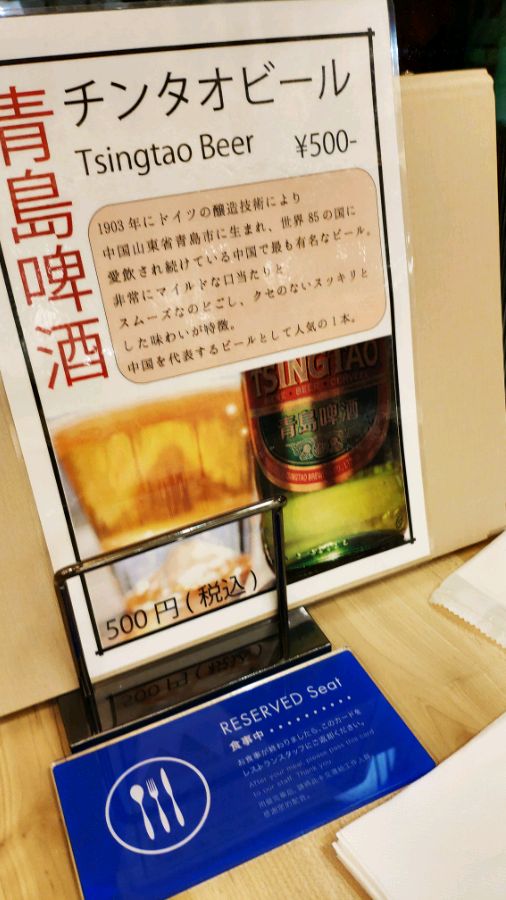 青島啤酒
チンタオビール
Tsingtao Beer ¥500-
1903年にドイツの醸造技術により
中国山東省青島市に生まれ、世界85の国に
愛飲され続けている中国で最も有名なビール。
非常にマイルドな口当たりと
スムーズなのどごし、クセのないスッキリと
した味わいが特徴。
中国を代表するビールとして人気の1本。
TSINGTAO
青島啤酒
500円(税込)
RESERVED Seat
食事中
お食事が終わりましたら、このカードを
レストランスタッフにご返却ください。
After your meal, please pass this card
to our staff. Thank you